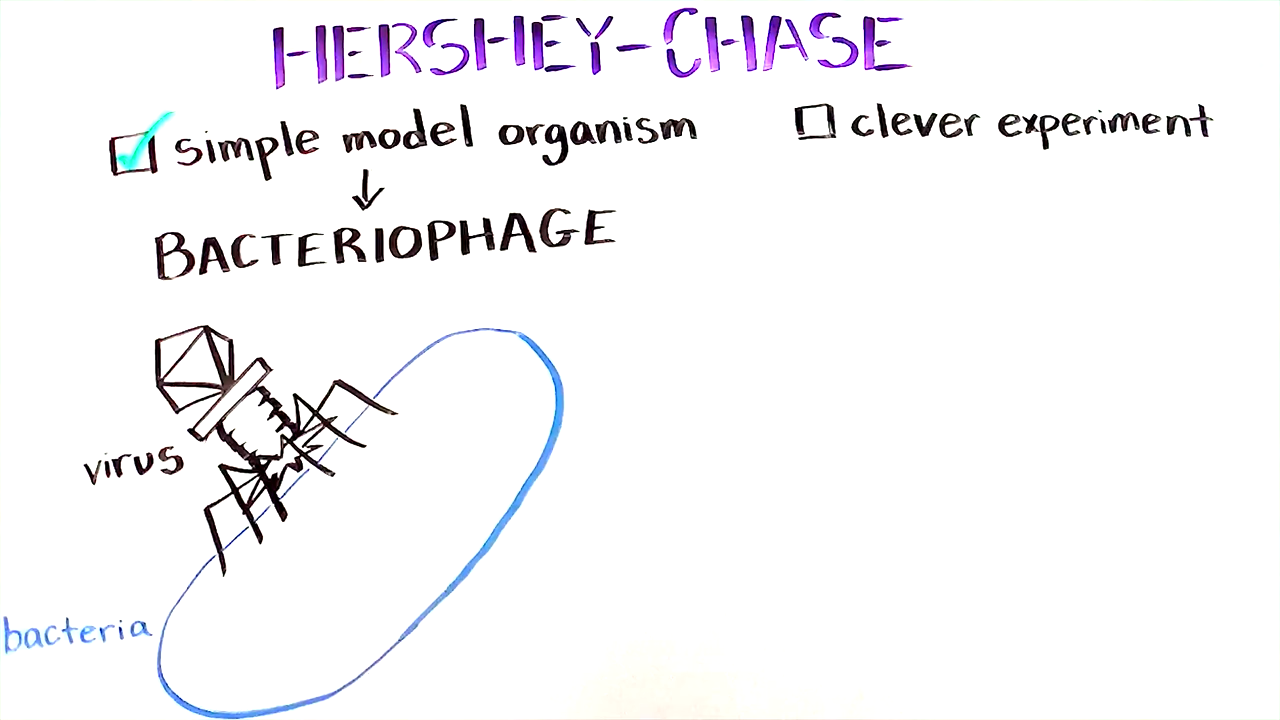 HERSHEY-CHASE
simple model organism
clever experiment
BACTERIOPHAGE
virus
bacteria